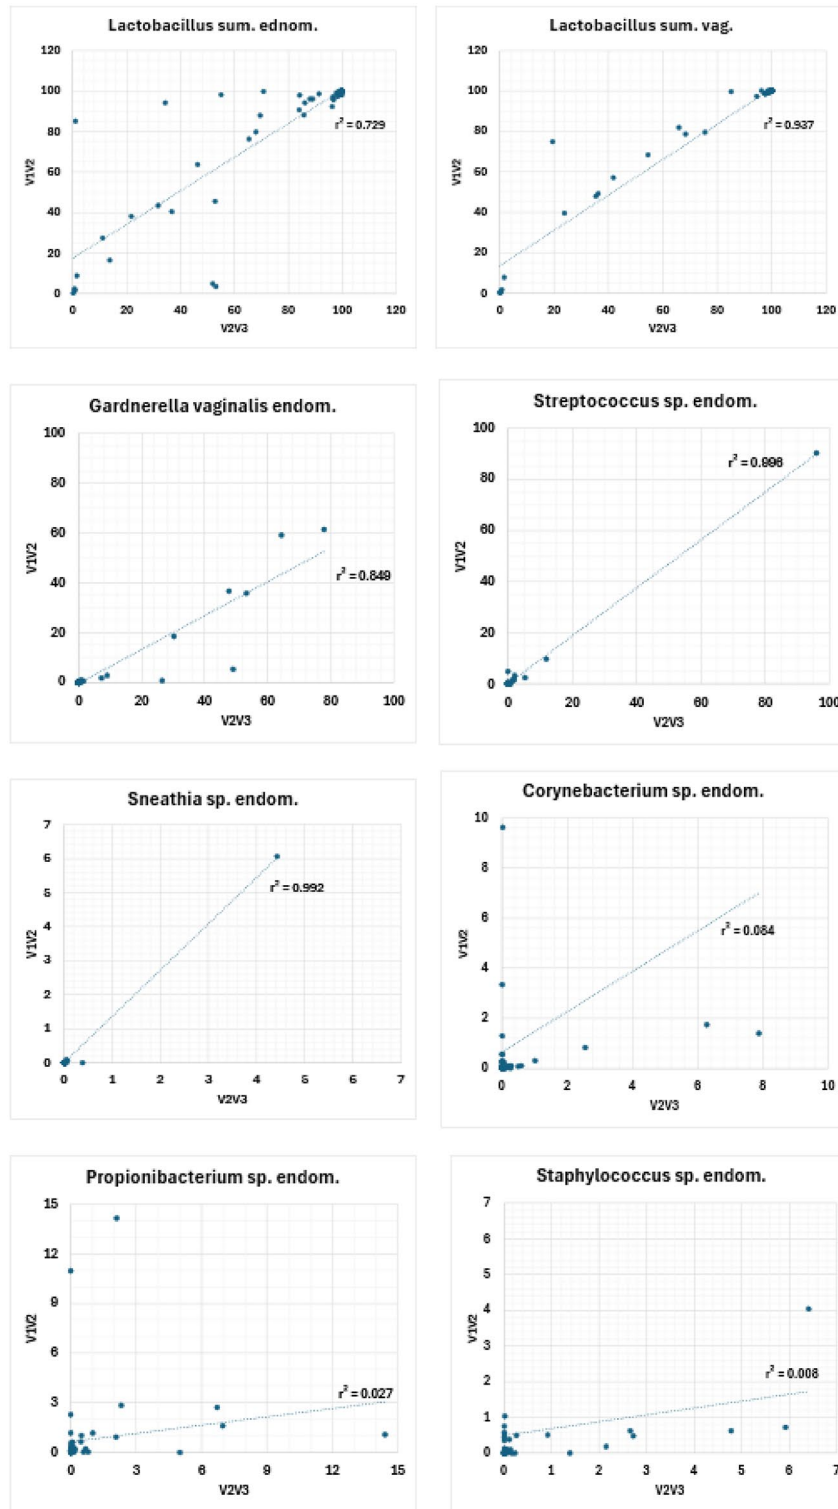 Lactobacillus sum. ednom.
120
100
80
60
40
20
0
V1V2
r² = 0.729
0 20 40 60 80 100 120
V2V3
Lactobacillus sum. vag.
120
100
80
60
40
20
0
V1V2
r² = 0.937
0 20 40 60 80 100 120
V2V3
Gardnerella vaginalis endom.
100
80
60
40
20
0
V1V2
r² = 0.849
0 20 40 60 80 100
V2V3
Streptococcus sp. endom.
100
80
60
40
20
0
V1V2
r² = 0.996
0 20 40 60 80 100
V2V3
Sneathia sp. endom.
7
6
5
4
3
2
1
0
V1V2
r² = 0.992
0 1 2 3 4 5 6 7
V2V3
Corynebacterium sp. endom.
10
8
6
4
2
0
V1V2
r² = 0.084
0 2 4 6 8 10
V2V3
Propionibacterium sp. endom.
15
12
9
6
3
0
V1V2
r² = 0.027
0 3 6 9 12 15
V2V3
Staphylococcus sp. endom.
7
6
5
4
3
2
1
0
V1V2
r² = 0.008
0 1 2 3 4 5 6 7
V2V3